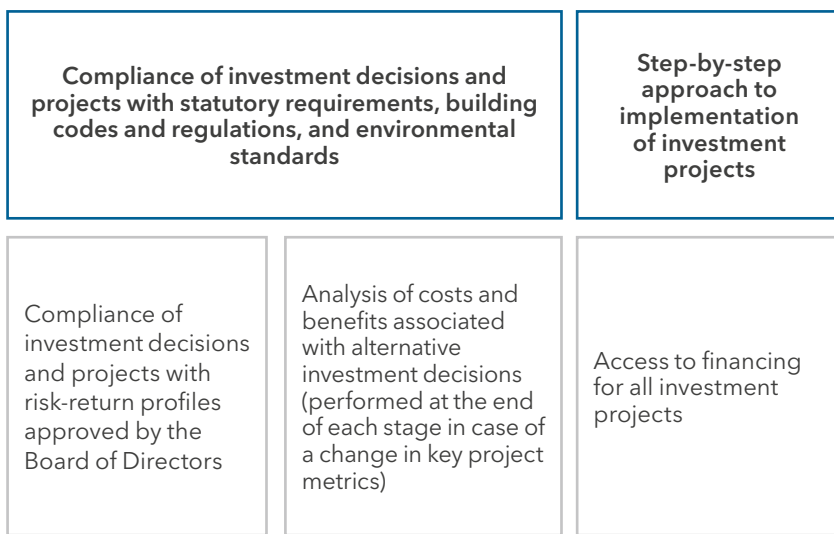 Compliance of investment decisions and
projects with statutory requirements, building
codes and regulations, and environmental
standards
Step-by-step
approach to
implementation
of investment
projects
Compliance of
investment decisions
and projects with
risk-return profiles
approved by the
Board of Directors
Analysis of costs and
benefits associated
with alternative
investment decisions
(performed at the end
of each stage in case of
a change in key project
metrics)
Access to financing
for all investment
projects